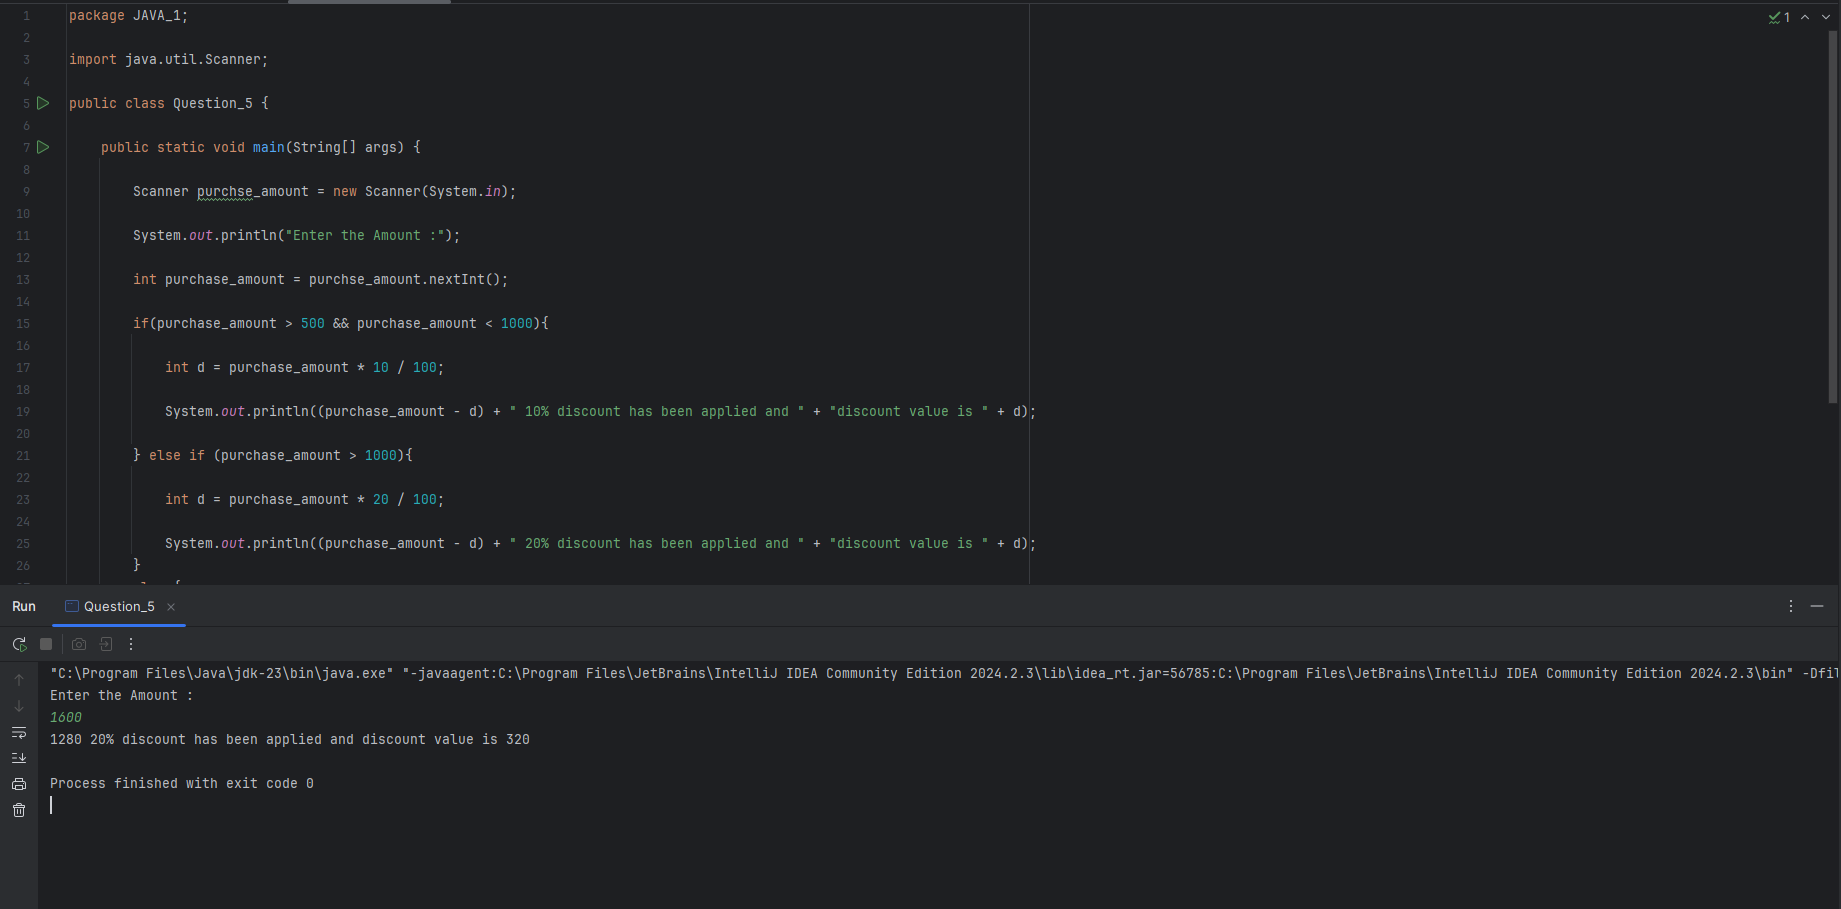 1 package JAVA_1;
2
3 import java.util.Scanner;
4
5 public class Question_5 {
6
7 public static void main(String[] args) {
8
9 Scanner purchse_amount = new Scanner(System.in);
10
11 System.out.println("Enter the Amount :");
12
13 int purchase_amount = purchse_amount.nextInt();
14
15 if(purchase_amount > 500 && purchase_amount < 1000){
16
17 int d = purchase_amount * 10 / 100;
18
19 System.out.println((purchase_amount - d) + " 10% discount has been applied and " + "discount value is " + d);
20
21 } else if (purchase_amount > 1000){
22
23 int d = purchase_amount * 20 / 100;
24
25 System.out.println((purchase_amount - d) + " 20% discount has been applied and " + "discount value is " + d);
26 }
1
Run Question_5
"C:\Program Files\Java\jdk-23\bin\java.exe" "-javaagent:C:\Program Files\JetBrains\IntelliJ IDEA Community Edition 2024.2.3\lib\idea_rt.jar=56785:C:\Program Files\JetBrains\IntelliJ IDEA Community Edition 2024.2.3\bin" -Dfil
Enter the Amount :
1600
1280 20% discount has been applied and discount value is 320
Process finished with exit code 0